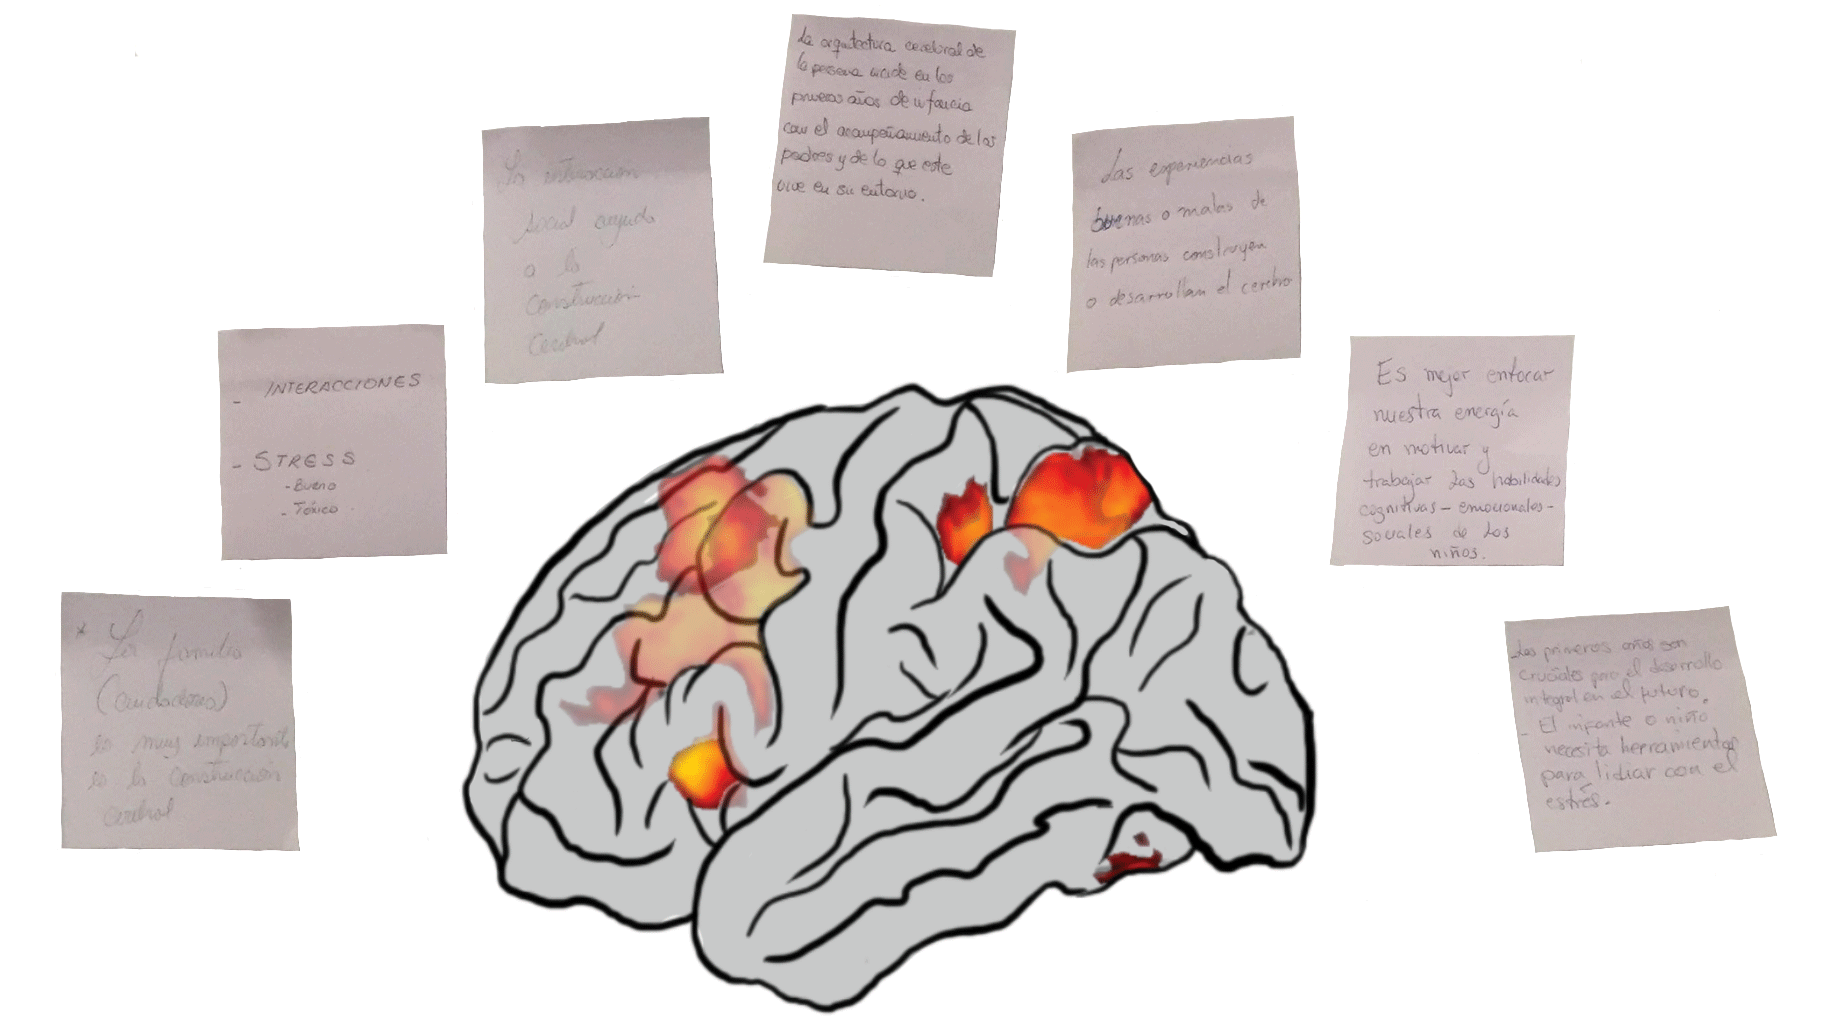 * La familia
(cuidadores)
es muy importante
es la construcción
cerebral
- INTERACCIONES
- STRESS
- Bueno
- Tóxico.
La interacción
social ayuda
a la
construcción
cerebral
La arquitectura cerebral de
la persona incide en los
primeros años de infancia
con el acompañamiento de los
padres y de lo que este
vive en su entorno.
Las experiencias
buenas o malas de
las personas construyen
o desarrollan el cerebro
Es mejor enfocar
nuestra energía
en motivar y
trabajar las habilidades
cognitivas – emocionales –
sociales de los
niños.
Los primeros años son
cruciales para el desarrollo
integral en el futuro.
- El infante o niño
necesita herramientas
para lidiar con el
estrés.